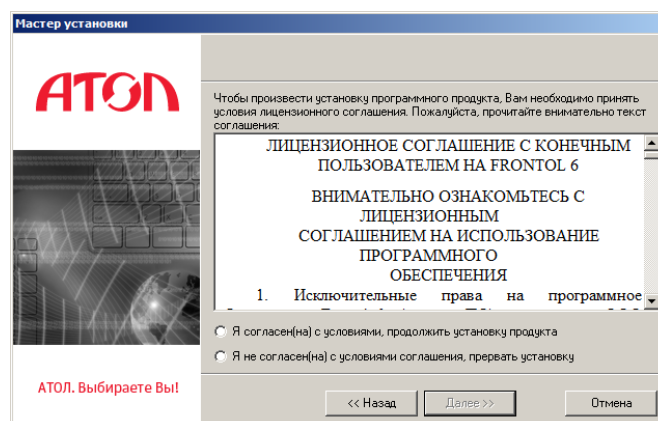 Мастер установки
АТОЛ
Чтобы произвести установку программного продукта, Вам необходимо принять
условия лицензионного соглашения. Пожалуйста, прочитайте внимательно текст
соглашения:
ЛИЦЕНЗИОННОЕ СОГЛАШЕНИЕ С КОНЕЧНЫМ
ПОЛЬЗОВАТЕЛЕМ НА FRONTOL 6
ВНИМАТЕЛЬНО ОЗНАКОМЬТЕСЬ С
ЛИЦЕНЗИОННЫМ
СОГЛАШЕНИЕМ НА ИСПОЛЬЗОВАНИЕ
ПРОГРАММНОГО
ОБЕСПЕЧЕНИЯ
1. Исключительные права на программное
Я согласен(на) с условиями, продолжить установку продукта
Я не согласен(на) с условиями соглашения, прервать установку
АТОЛ. Выбираете Вы!
<< Назад
Далее >>
Отмена